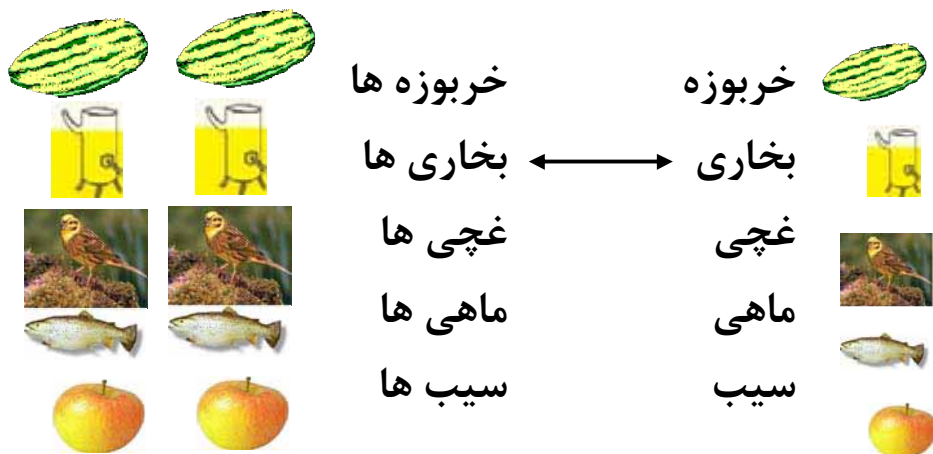 خربوزه خربوزه ها
بخاری بخاری ها
غچی غچی ها
ماهی ماهی ها
سیب سیب ها